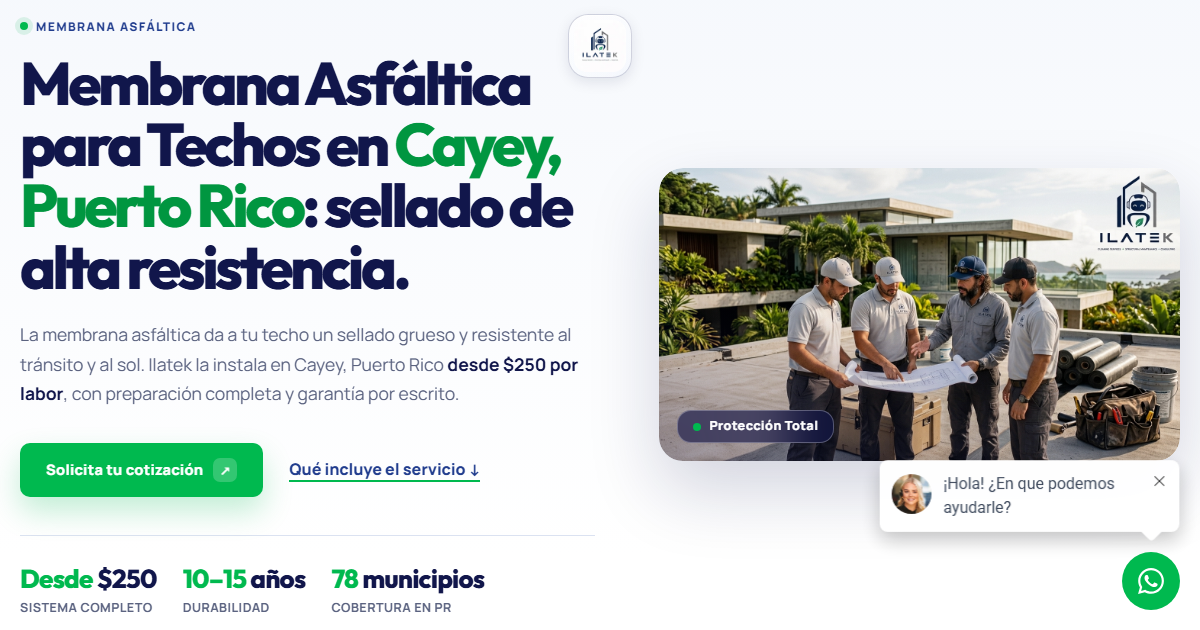 MEMBRANA ASFÁLTICA
ILATEK
Membrana Asfáltica
para Techos en Cayey,
Puerto Rico: sellado de
alta resistencia.
La membrana asfáltica da a tu techo un sellado grueso y resistente al
tránsito y al sol. Ilatek la instala en Cayey, Puerto Rico desde $250 por
labor, con preparación completa y garantía por escrito.
Solicita tu cotización ↗
Qué incluye el servicio ↓
Desde $250
SISTEMA COMPLETO
10–15 años
DURABILIDAD
78 municipios
COBERTURA EN PR
ILATEK
Protección Total
¡Hola! ¿En que podemos
ayudarle?